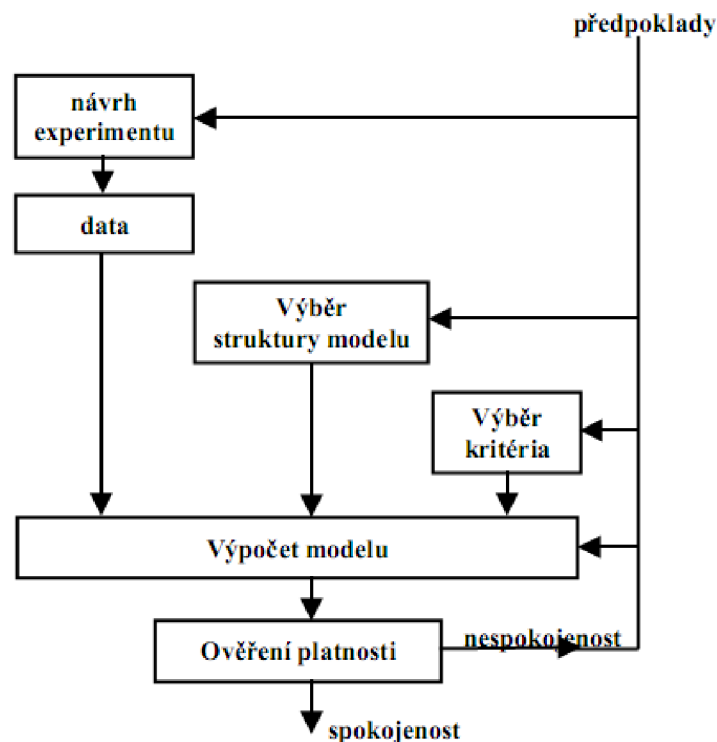 předpoklady
návrh
experimentu
data
Výběr
struktury modelu
Výběr
kritéria
Výpočet modelu
Ověření platnosti
nespokojenost
spokojenost